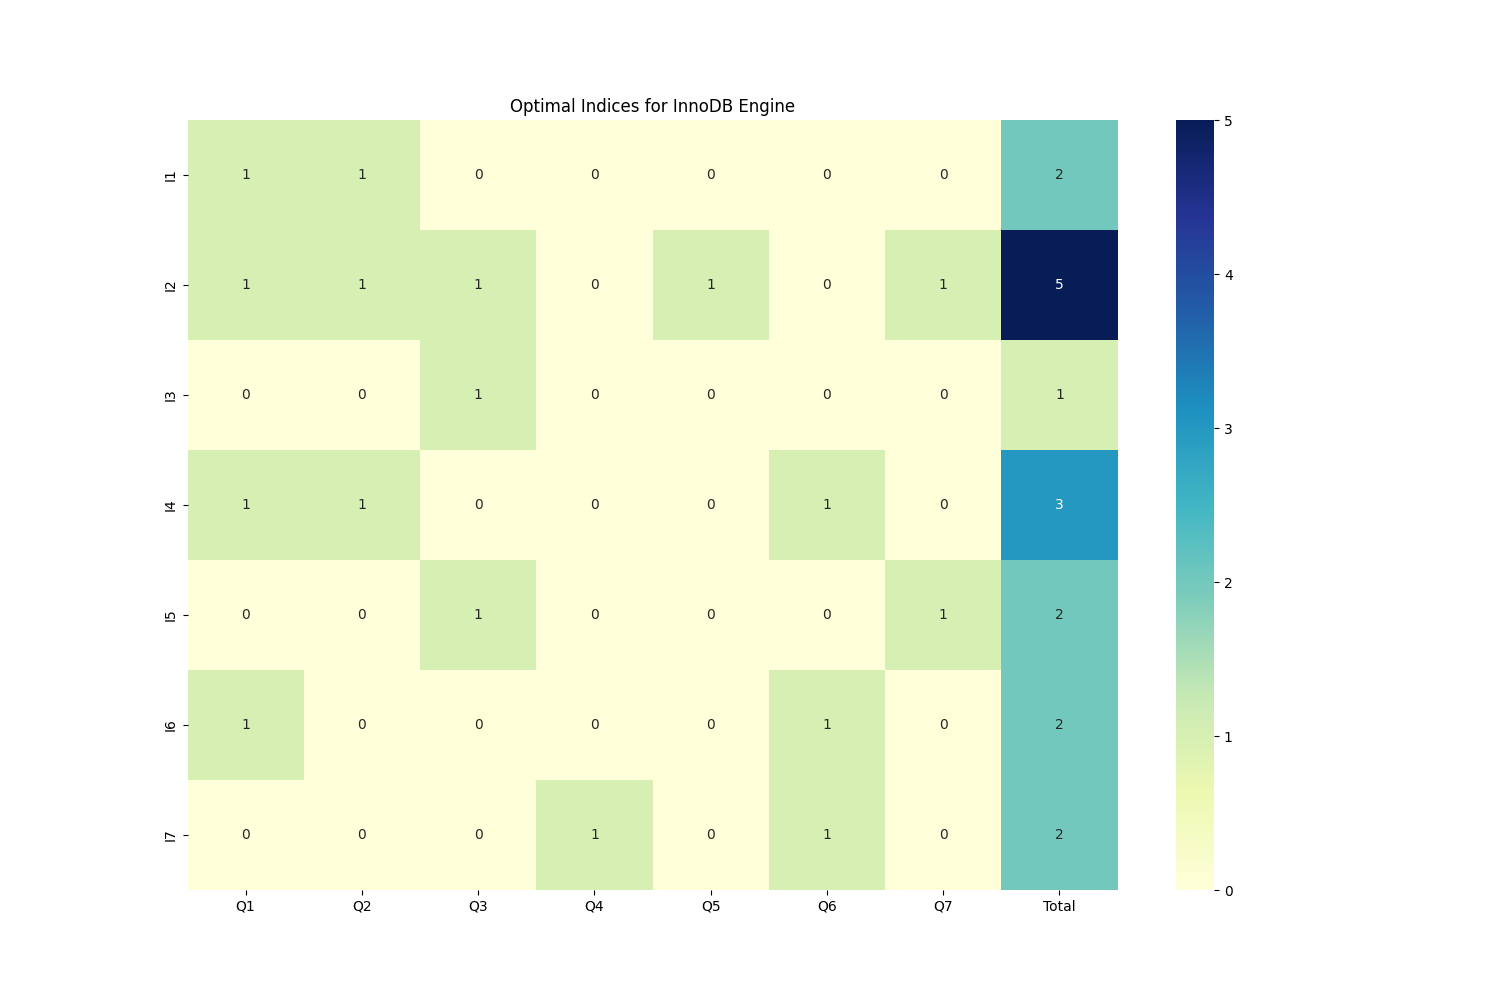 Optimal Indices for InnoDB Engine
I1 1 1 0 0 0 0 0 2
I2 1 1 1 0 1 0 1 5
I3 0 0 1 0 0 0 0 1
I4 1 1 0 0 0 1 0 3
I5 0 0 1 0 0 0 1 2
I6 1 0 0 0 0 1 0 2
I7 0 0 0 1 0 1 0 2
Q1 Q2 Q3 Q4 Q5 Q6 Q7 Total
5
4
3
2
1
0